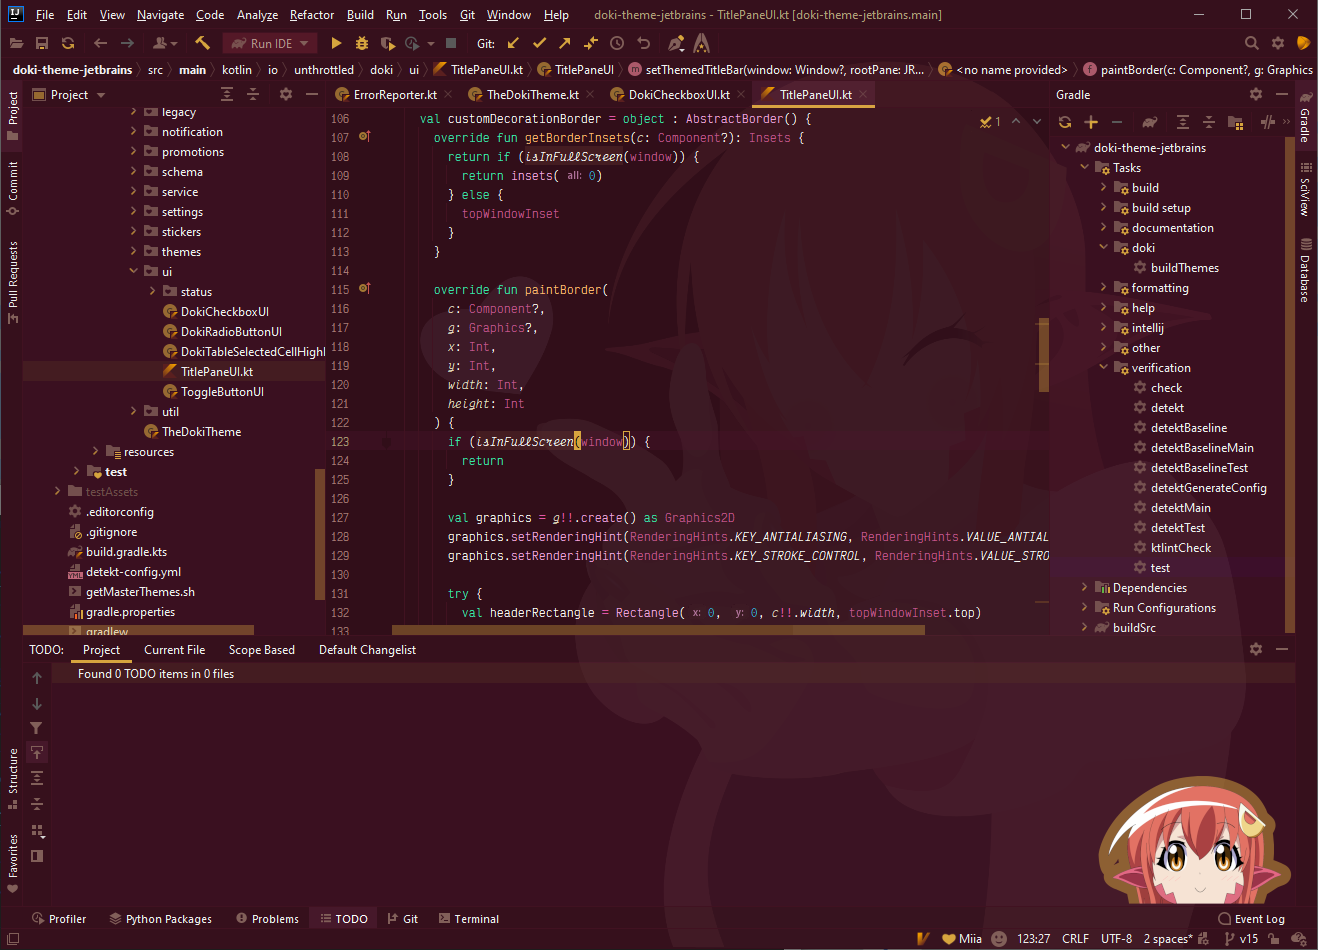 IJ File Edit View Navigate Code Analyze Refactor Build Run Tools Git Window Help doki-theme-jetbrains - TitlePaneUI.kt [doki-theme-jetbrains.main]
Run IDE Git:
doki-theme-jetbrains src main kotlin io unthrottled doki ui TitlePaneUI.kt TitlePaneUI setThemedTitleBar(window: Window?, rootPane: JR... <no name provided> paintBorder(c: Component?, g: Graphics
Project
Commit
Pull Requests
Structure
Favorites
Project
legacy
notification
promotions
schema
service
settings
stickers
themes
ui
status
DokiCheckboxUI
DokiRadioButtonUI
DokiTableSelectedCellHighl
TitlePaneUI.kt
ToggleButtonUI
util
TheDokiTheme
resources
test
testAssets
.editorconfig
.gitignore
build.gradle.kts
detekt-config.yml
getMasterThemes.sh
gradle.properties
gradlew
ErrorReporter.kt TheDokiTheme.kt DokiCheckboxUI.kt TitlePaneUI.kt
1
106 val customDecorationBorder = object : AbstractBorder() {
107 override fun getBorderInsets(c: Component?): Insets {
108 return if (isInFullScreen(window)) {
109 return insets( all: 0)
110 } else {
111 topWindowInset
112 }
113 }
114
115 override fun paintBorder(
116 c: Component?,
117 g: Graphics?,
118 x: Int,
119 y: Int,
120 width: Int,
121 height: Int
122 ) {
123 if (isInFullScreen(window)) {
124 return
125 }
126
127 val graphics = g!!.create() as Graphics2D
128 graphics.setRenderingHint(RenderingHints.KEY_ANTIALIASING, RenderingHints.VALUE_ANTIAL
129 graphics.setRenderingHint(RenderingHints.KEY_STROKE_CONTROL, RenderingHints.VALUE_STRO
130
131 try {
132 val headerRectangle = Rectangle( x: 0, y: 0, c!!.width, topWindowInset.top)
133
Gradle
doki-theme-jetbrains
Tasks
build
build setup
documentation
doki
buildThemes
formatting
help
intellij
other
verification
check
detekt
detektBaseline
detektBaselineMain
detektBaselineTest
detektGenerateConfig
detektMain
detektTest
ktlintCheck
test
Dependencies
Run Configurations
buildSrc
Gradle
SciView
Database
TODO: Project Current File Scope Based Default Changelist
Found 0 TODO items in 0 files
Profiler Python Packages Problems TODO Git Terminal Event Log
Miia 123:27 CRLF UTF-8 2 spaces* v15